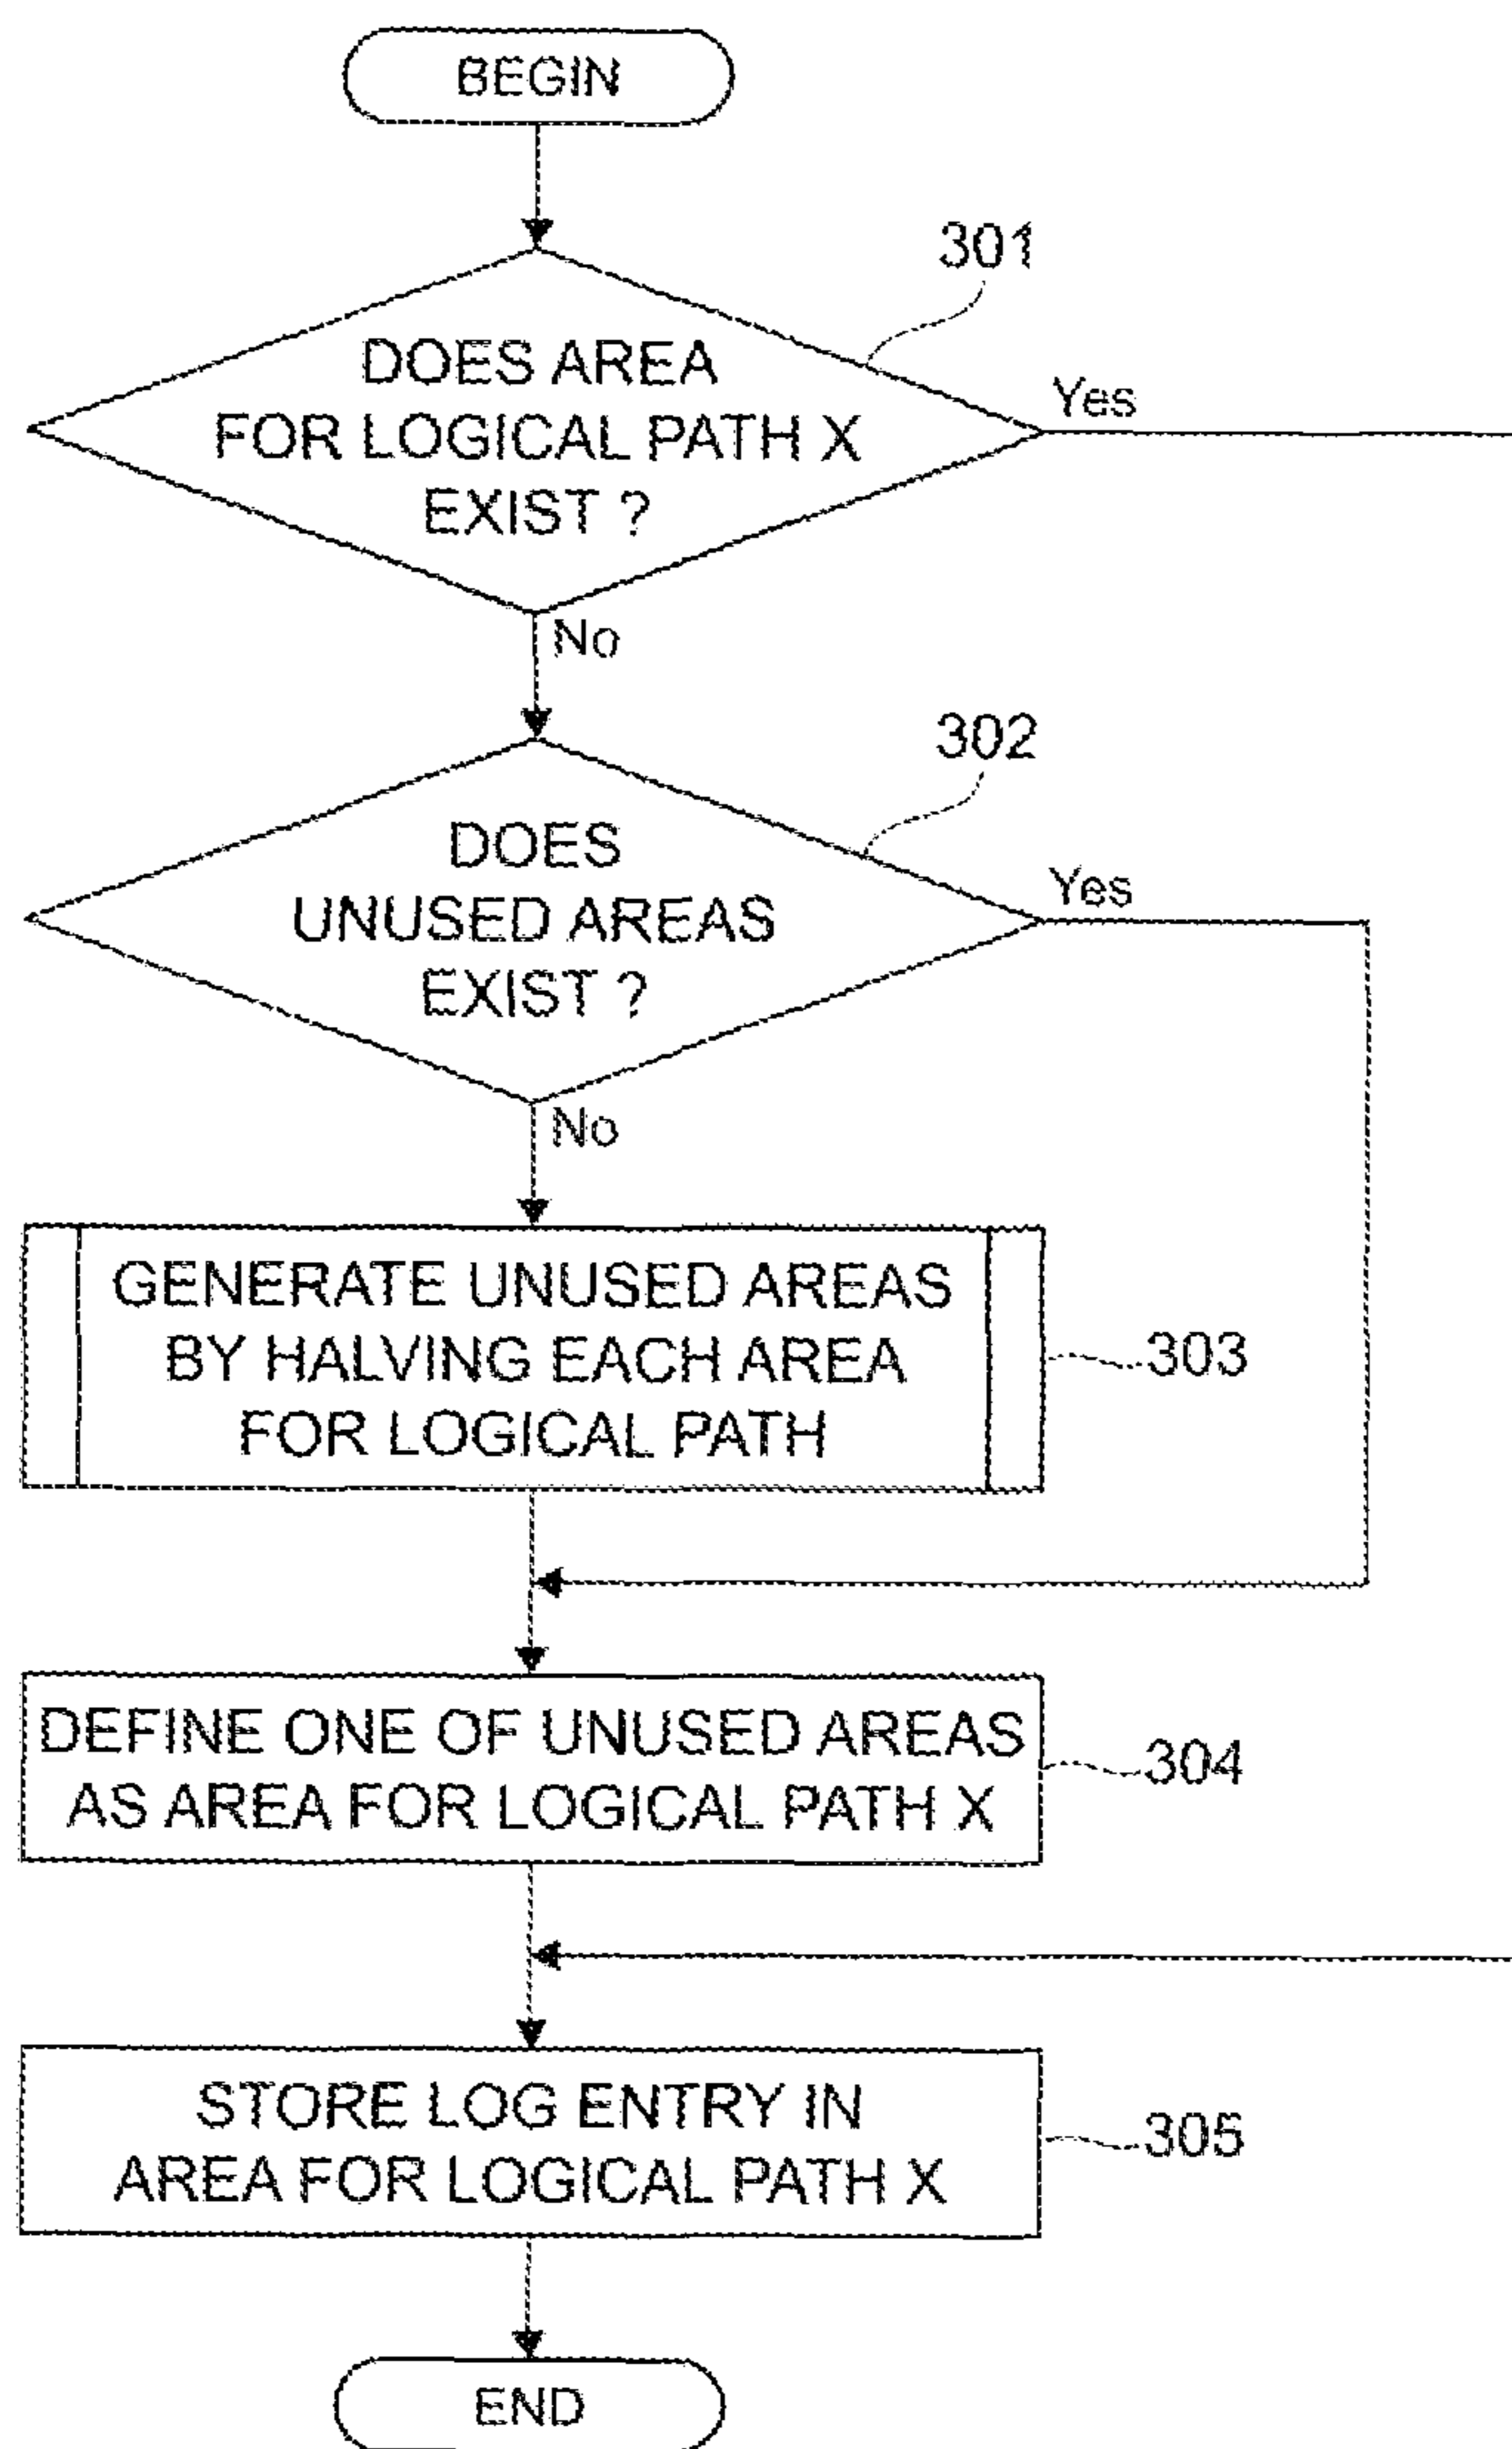 BEGIN
301
DOES AREA
FOR LOGICAL PATH X
EXIST ?
Yes
No
302
DOES
UNUSED AREAS
EXIST ?
Yes
No
GENERATE UNUSED AREAS
BY HALVING EACH AREA
FOR LOGICAL PATH
303
DEFINE ONE OF UNUSED AREAS
AS AREA FOR LOGICAL PATH X
304
STORE LOG ENTRY IN
AREA FOR LOGICAL PATH X
305
END